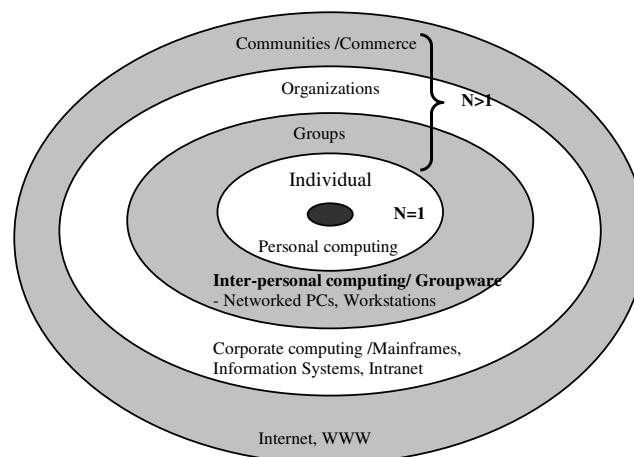 Communities /Commerce
Organizations
N>1
Groups
Individual
N=1
Personal computing
Inter-personal computing/ Groupware
- Networked PCs, Workstations
Corporate computing /Mainframes,
Information Systems, Intranet
Internet, WWW